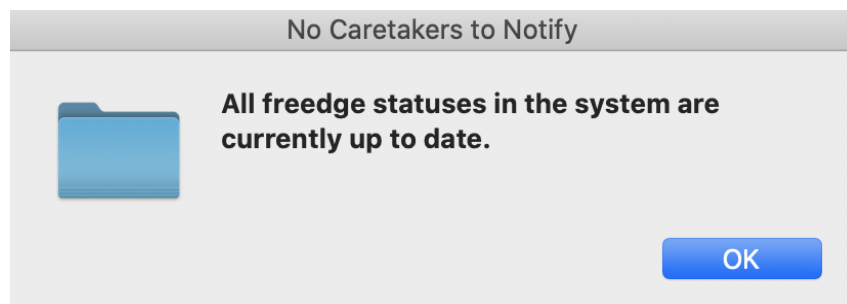 No Caretakers to Notify
All freedge statuses in the system are
currently up to date.
OK